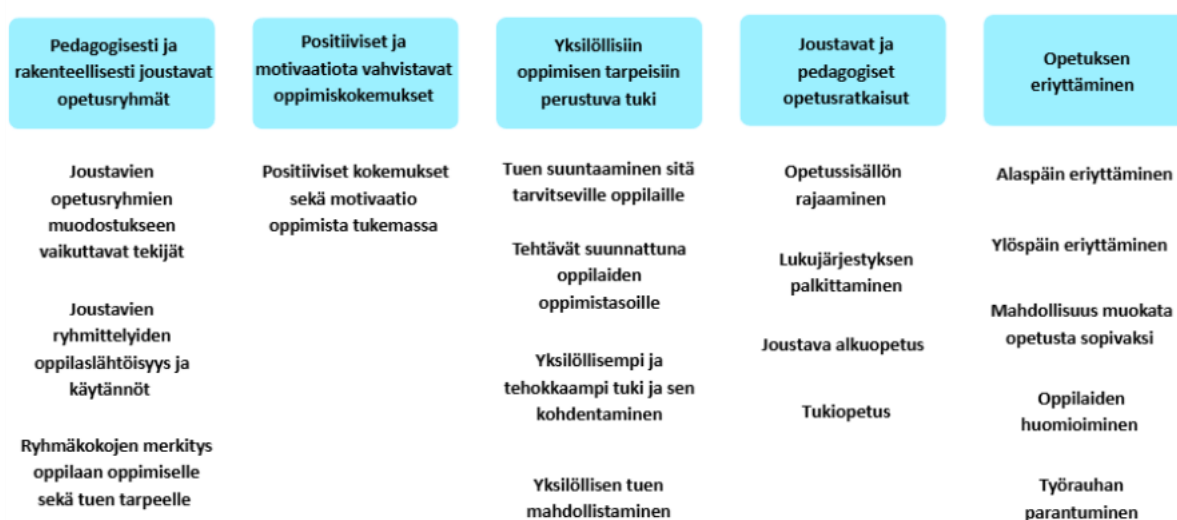 Pedagogisesti ja
rakenteellisesti joustavat
opetusryhmät
Joustavien
opetusryhmien
muodostukseen
vaikuttavat tekijät
Joustavien
ryhmittelyiden
oppilaslähtöisyys ja
käytännöt
Ryhmäkokojen merkitys
oppilaan oppimiselle
sekä tuen tarpeelle
Positiiviset ja
motivaatiota vahvistavat
oppimiskokemukset
Positiiviset kokemukset
sekä motivaatio
oppimista tukemassa
Yksilöllisiin
oppimisen tarpeisiin
perustuva tuki
Tuen suuntaaminen sitä
tarvitseville oppilaille
Tehtävät suunnattuna
oppilaiden
oppimistasoille
Yksilöllisempi ja
tehokkaampi tuki ja sen
kohdentaminen
Yksilöllisen tuen
mahdollistaminen
Joustavat ja
pedagogiset
opetusratkaisut
Opetussisällön
rajaaminen
Lukujärjestyksen
palkittaminen
Joustava alkuopetus
Tukiopetus
Opetuksen
eriyttäminen
Alaspäin eriyttäminen
Ylöspäin eriyttäminen
Mahdollisuus muokata
opetusta sopivaksi
Oppilaiden
huomioiminen
Työrauhan
parantuminen